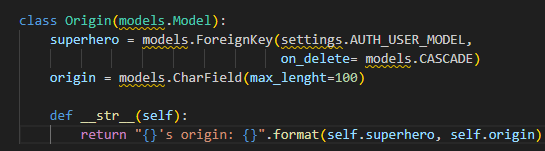 class Origin(models.Model):
    superhero = models.ForeignKey(settings.AUTH_USER_MODEL,
                                  on_delete= models.CASCADE)
    origin = models.CharField(max_lenght=100)
    def __str__(self):
        return "{}'s origin: {}".format(self.superhero, self.origin)